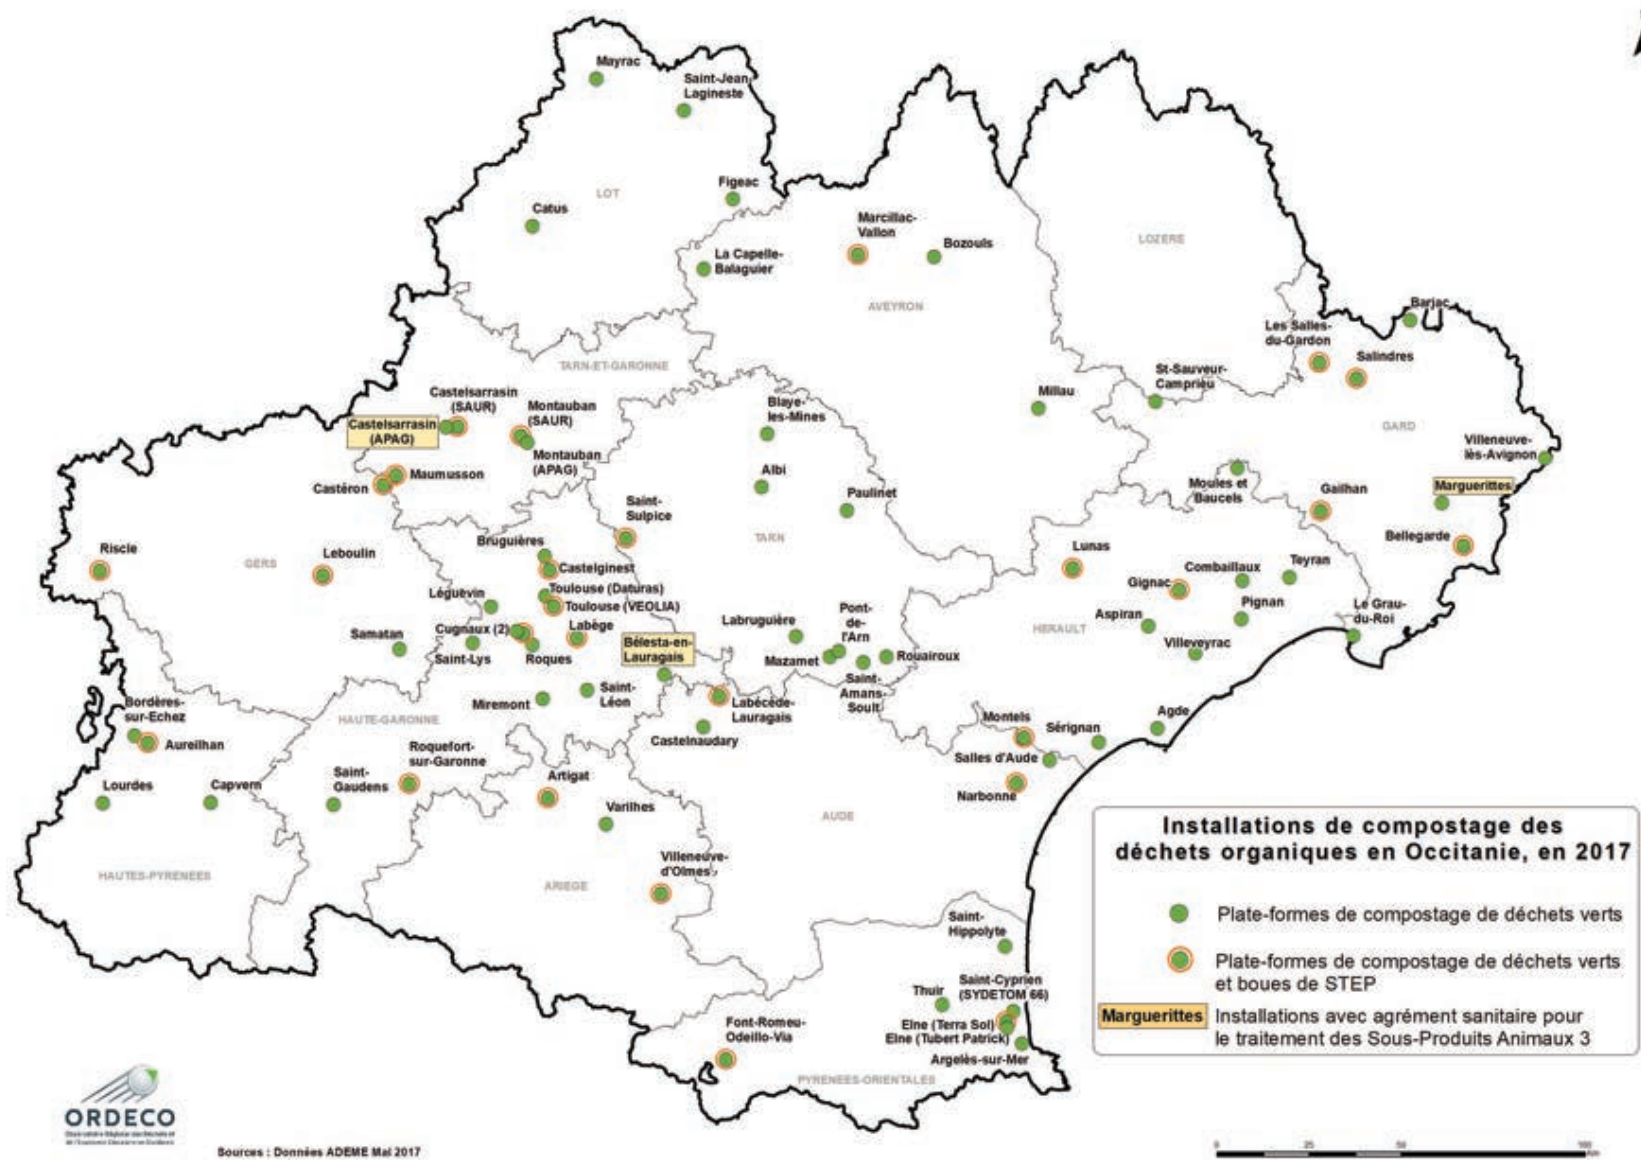 Mayrac
Saint-Jean
Lagineste
Figeac
LOT
Catus
Marcillac-
Vallon
Bozouls
LOZERE
La Capelle-
Balaguier
AVEYRON
Barjac
Les Salles-
du-Gardon
Salindres
TARN-ET-GARONNE
St-Sauveur-
Camprieu
Millau
Castelsarrasin
(SAUR)
Montauban
(SAUR)
Blaye-
les-Mines
Castelsarrasin
(APAG)
GARD
Villeneuve-
lès-Avignon
Montauban
(APAG)
Albi
Maumusson
Castéron
Moules et
Baucels
Marguerittes
Paulinet
Gailhan
Saint-
Sulpice
Riscle
GERS
Leboulin
Bruguières
TARN
Bellegarde
Lunas
Castelginest
Combaillaux
Teyran
Gignac
Toulouse (Daturas)
Léguevin
Toulouse (VEOLIA)
Pignan
Le Grau-
du-Roi
Aspiran
Labège
Labruguière
Pont-
de-
l'Arn
HERAULT
Samatan
Cugnaux (2)
Saint-Lys
Roques
Bélesta-en-
Lauragais
Mazamet
Rouairoux
Villeveyrac
Saint-
Amans-
Soult
Bordères-
sur-Echez
HAUTE-GARONNE
Miremont
Saint-
Léon
Labécède-
Lauragais
Aureilhan
Castelnaudary
Montels
Sérignan
Agde
Roquefort-
sur-Garonne
Salles d'Aude
Lourdes
Capvern
Saint-
Gaudens
Artigat
Narbonne
Varilhes
AUDE
HAUTES-PYRENEES
ARIEGE
Villeneuve-
d'Olmes
Saint-
Hippolyte
Saint-Cyprien
(SYDETOM 66)
Thuir
Elne (Terra Sol)
Elne (Tubert Patrick)
Font-Romeu-
Odeillo-Via
Argelès-sur-Mer
PYRENEES-ORIENTALES
Installations de compostage des
déchets organiques en Occitanie, en 2017
Plate-formes de compostage de déchets verts
Plate-formes de compostage de déchets verts
et boues de STEP
Marguerittes
Installations avec agrément sanitaire pour
le traitement des Sous-Produits Animaux 3
ORDECO
Sources : Données ADEME Mai 2017
0 25 50 100